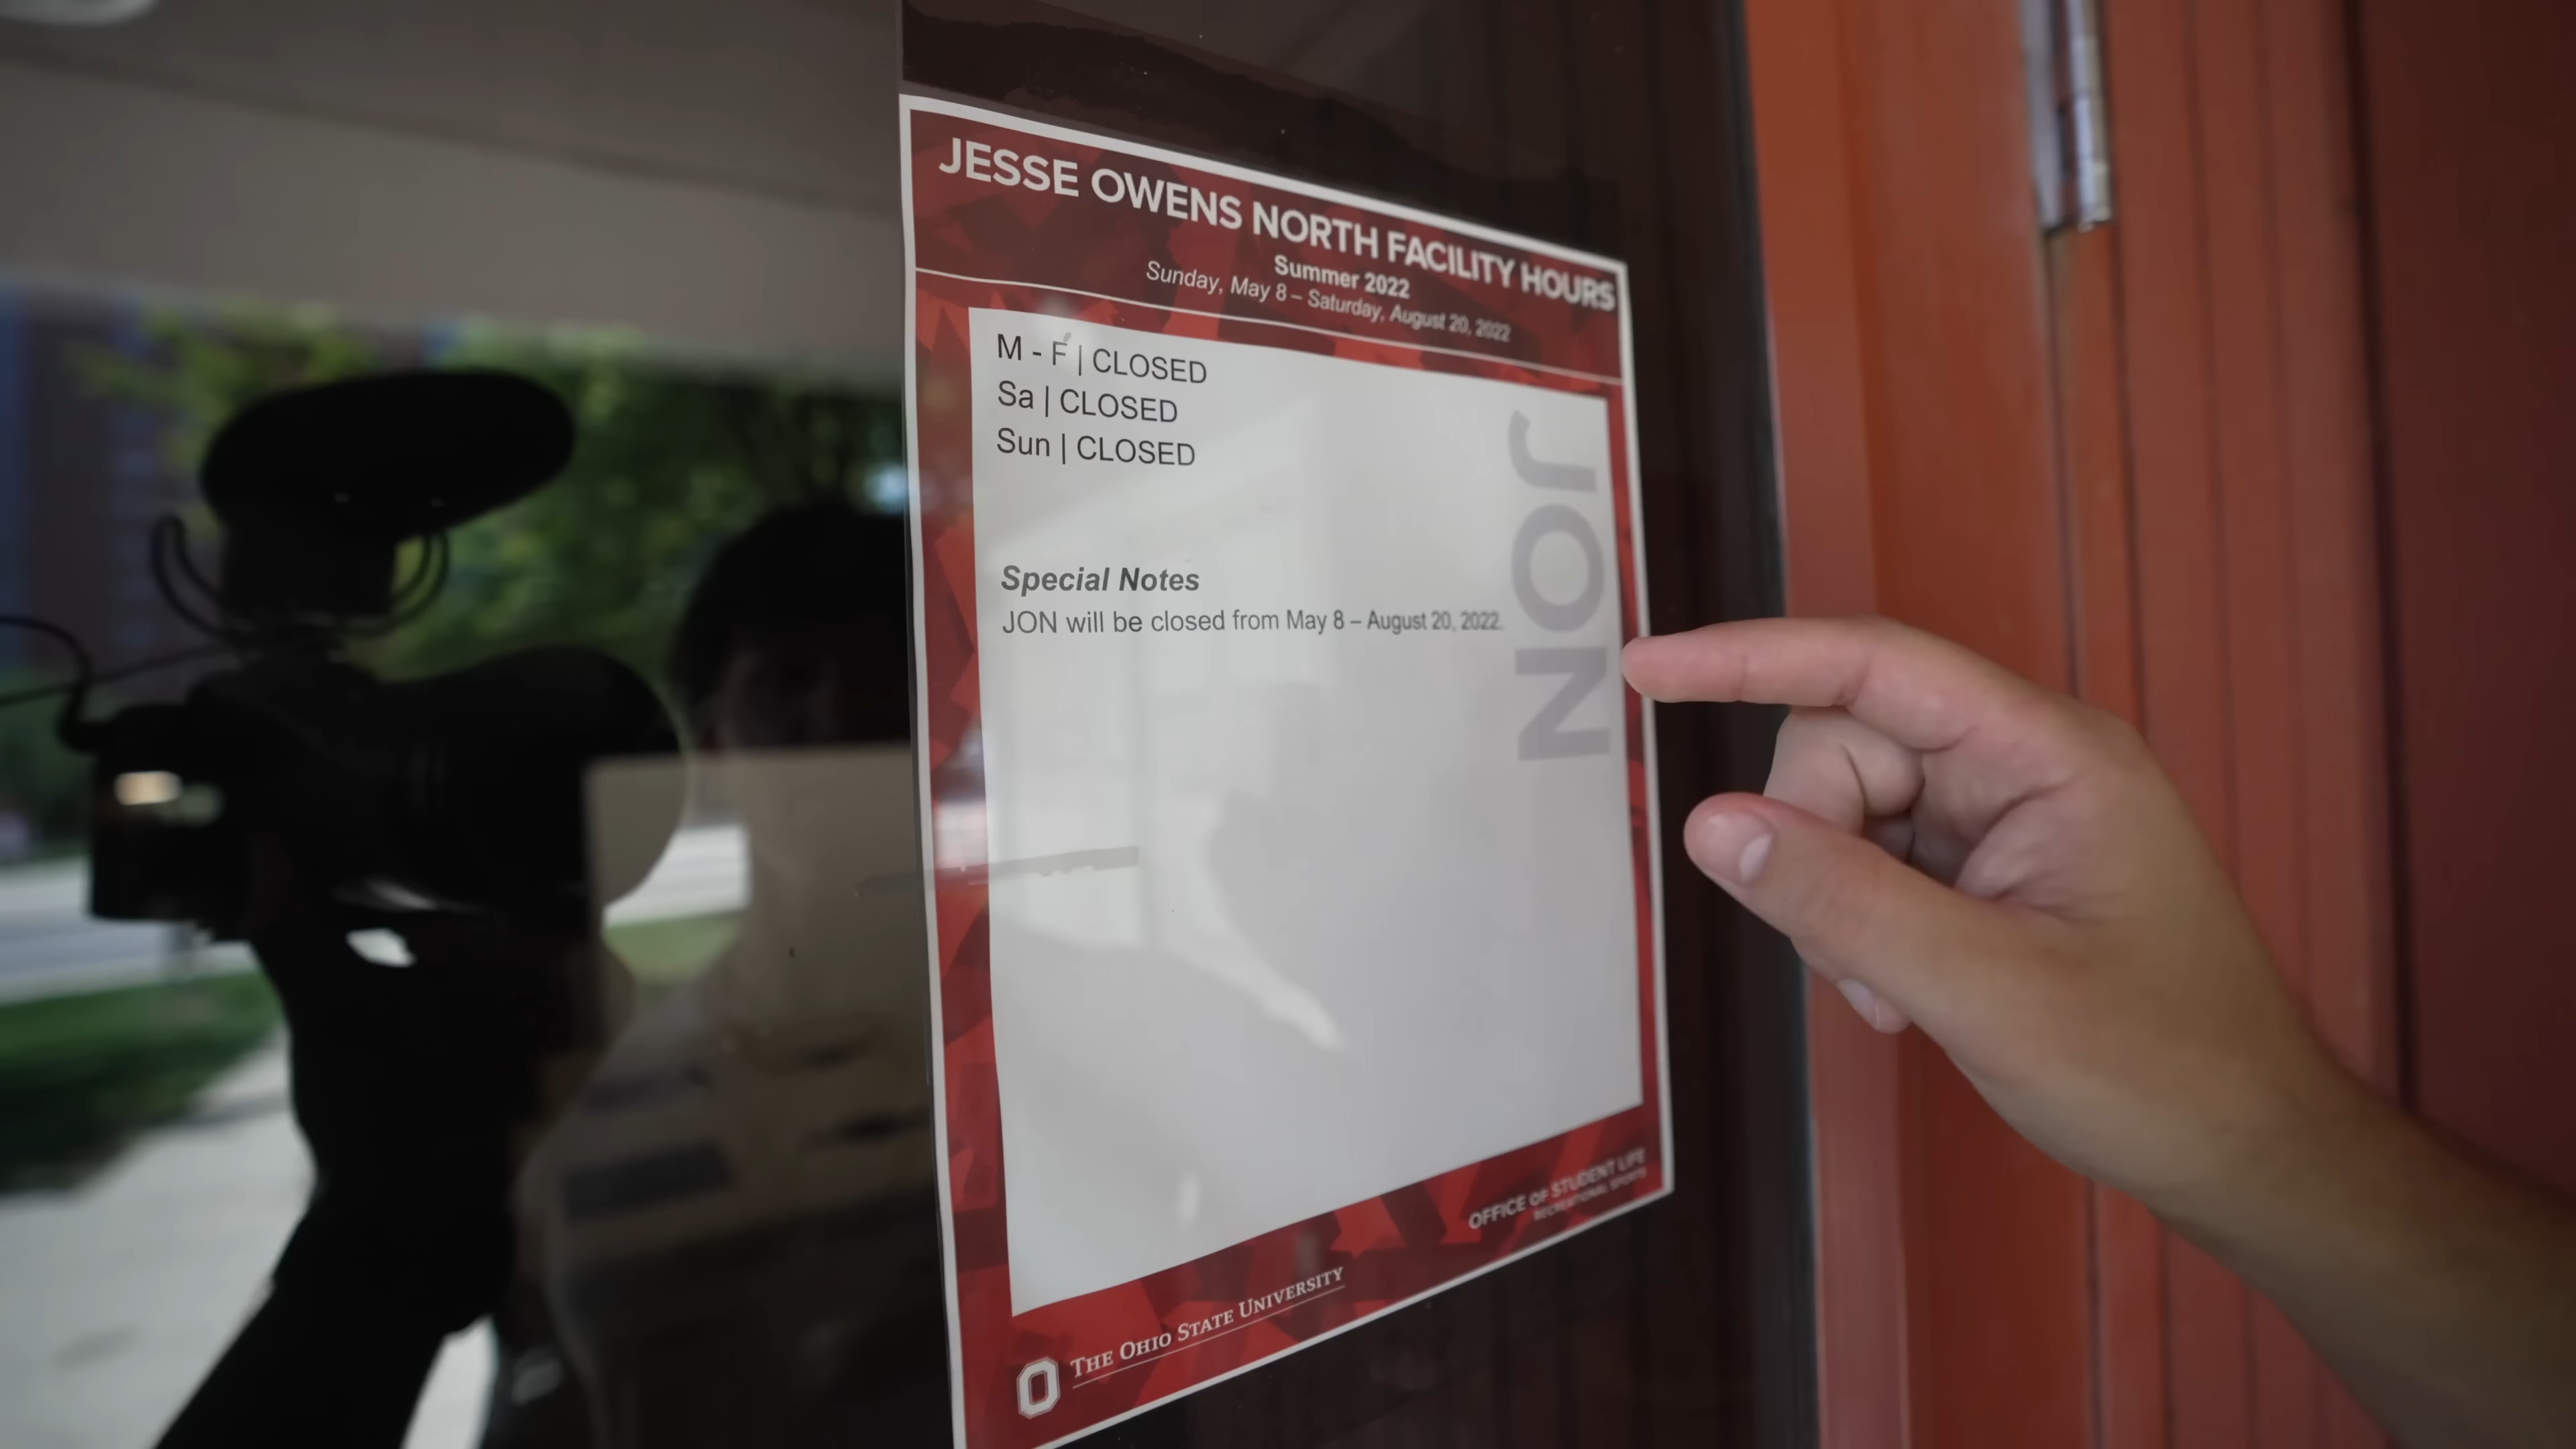 JESSE OWENS NORTH FACILITY HOURS
Summer 2022
Sunday, May 8 – Saturday, August 20, 2022
M - F | CLOSED
Sa | CLOSED
Sun | CLOSED
JON
Special Notes
JON will be closed from May 8 – August 20, 2022.
OFFICE OF STUDENT LIFE
RECREATIONAL SPORTS
THE OHIO STATE UNIVERSITY